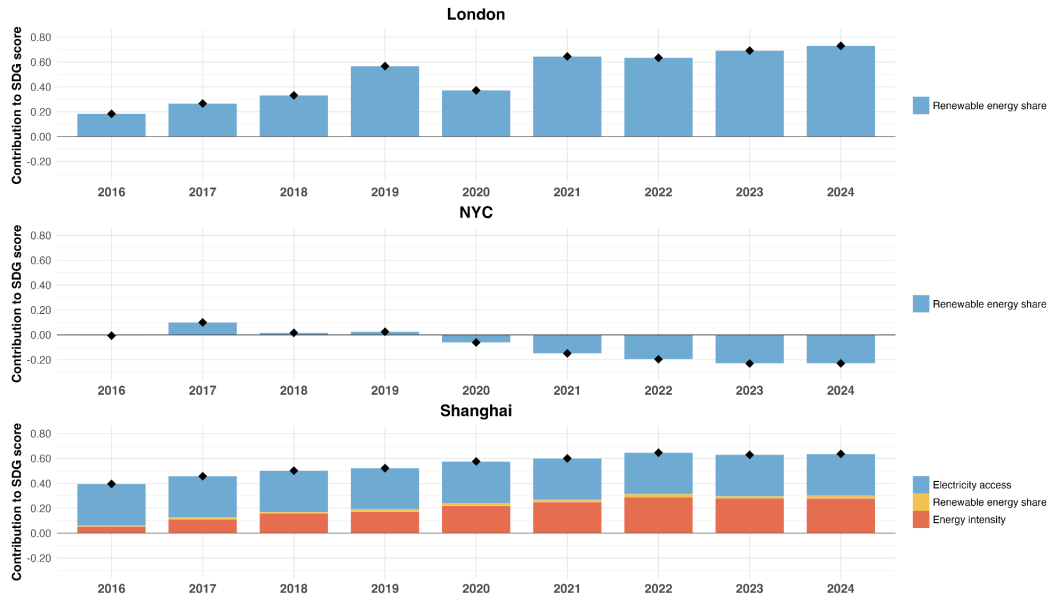 London
Contribution to SDG score
0.80
0.60
0.40
0.20
0.00
-0.20
2016 2017 2018 2019 2020 2021 2022 2023 2024
Renewable energy share
NYC
Contribution to SDG score
0.80
0.60
0.40
0.20
0.00
-0.20
2016 2017 2018 2019 2020 2021 2022 2023 2024
Renewable energy share
Shanghai
Contribution to SDG score
0.80
0.60
0.40
0.20
0.00
-0.20
2016 2017 2018 2019 2020 2021 2022 2023 2024
Electricity access
Renewable energy share
Energy intensity